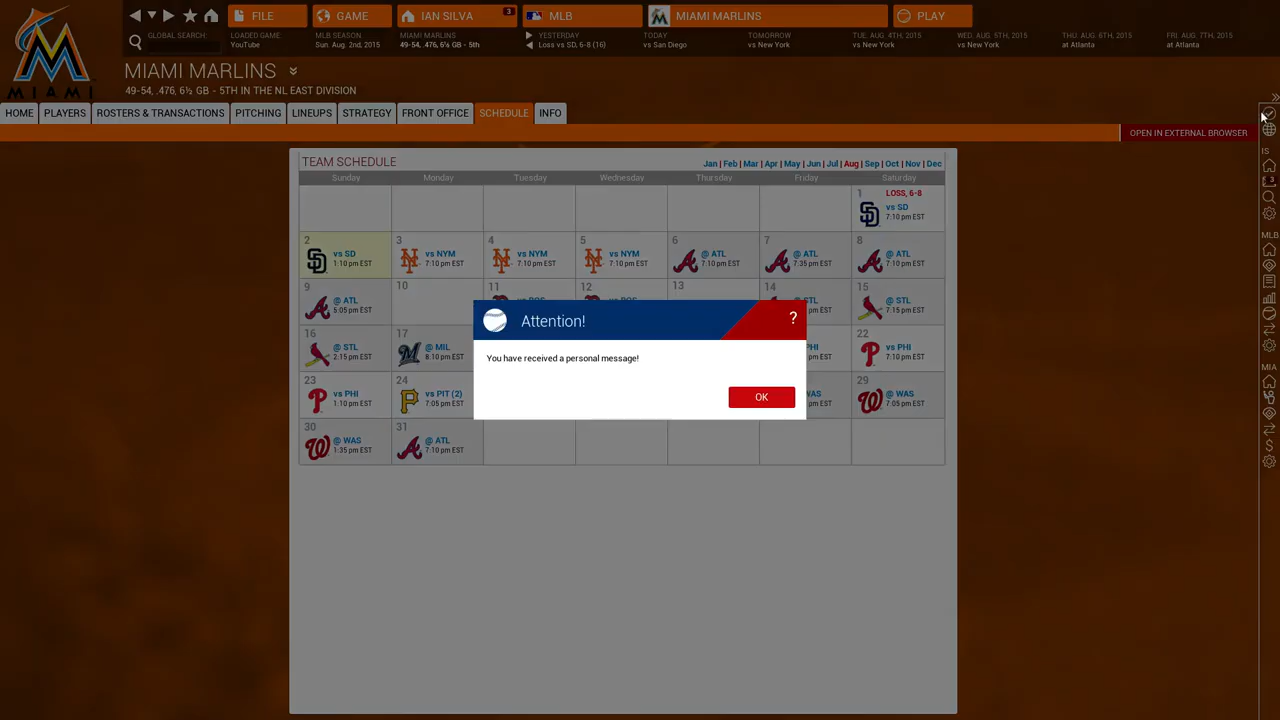 FILE
GAME
IAN SILVA
3
MLB
MIAMI MARLINS
PLAY
GLOBAL SEARCH:
LOADED GAME:
YouTube
MLB SEASON
Sun. Aug. 2nd, 2015
MIAMI MARLINS
49-54, .476, 6½ GB - 5th
YESTERDAY
Loss vs SD, 6-8 (16)
TODAY
vs San Diego
TOMORROW
vs New York
TUE. AUG. 4TH, 2015
vs New York
WED. AUG. 5TH, 2015
vs New York
THU. AUG. 6TH, 2015
at Atlanta
FRI. AUG. 7TH, 2015
at Atlanta
MIAMI
MIAMI MARLINS
49-54, .476, 6½ GB - 5TH IN THE NL EAST DIVISION
HOME
PLAYERS
ROSTERS & TRANSACTIONS
PITCHING
LINEUPS
STRATEGY
FRONT OFFICE
SCHEDULE
INFO
OPEN IN EXTERNAL BROWSER
TEAM SCHEDULE
Jan | Feb | Mar | Apr | May | Jun | Jul | Aug | Sep | Oct | Nov | Dec
Sunday Monday Tuesday Wednesday Thursday Friday Saturday
1 LOSS, 6-8
vs SD
7:10 pm EST
2 vs SD
1:10 pm EST
3 vs NYM
7:10 pm EST
4 vs NYM
7:10 pm EST
5 vs NYM
7:10 pm EST
6 @ ATL
7:10 pm EST
7 @ ATL
7:35 pm EST
8 @ ATL
7:10 pm EST
9 @ ATL
5:05 pm EST
10
11
12
13
14
15 @ STL
7:15 pm EST
16 @ STL
2:15 pm EST
17 @ MIL
8:10 pm EST
22 vs PHI
7:10 pm EST
23 vs PHI
1:10 pm EST
24 vs PIT (2)
7:05 pm EST
29 @ WAS
7:05 pm EST
30 @ WAS
1:35 pm EST
31 @ ATL
7:10 pm EST
Attention!
?
You have received a personal message!
OK
IS
3
MLB
MIA